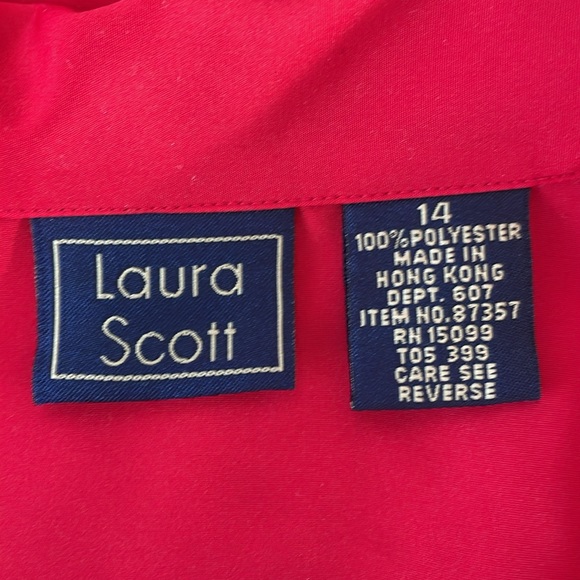 Laura
Scott
14
100% POLYESTER
MADE IN
HONG KONG
DEPT. 607
ITEM NO. 87357
RN 15099
T05 399
CARE SEE
REVERSE